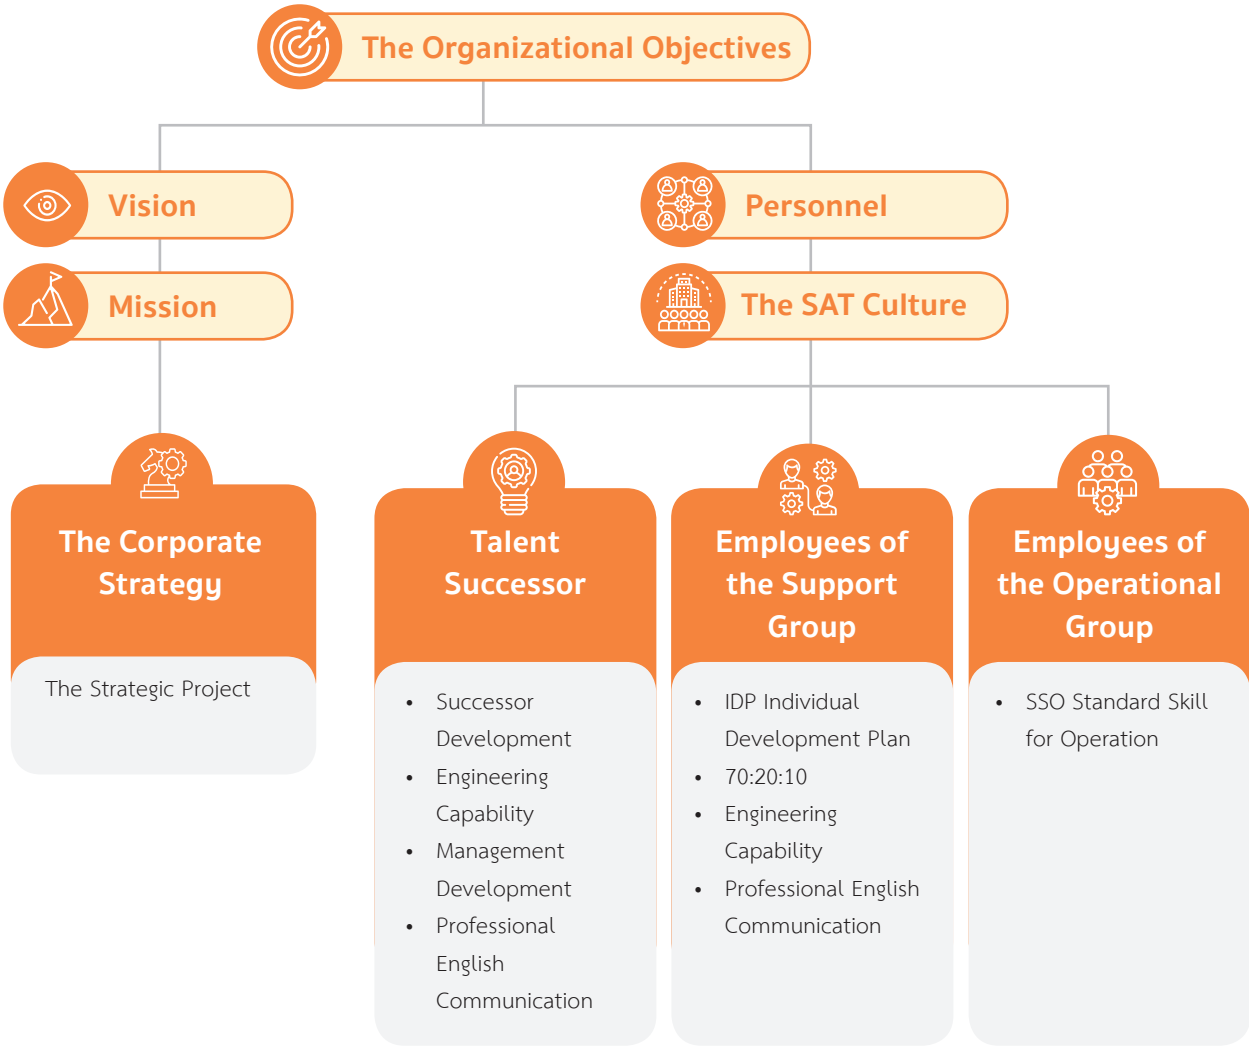 The Organizational Objectives
Vision
Mission
Personnel
The SAT Culture
The Corporate
Strategy
The Strategic Project
Talent
Successor
• Successor
Development
• Engineering
Capability
• Management
Development
• Professional
English
Communication
Employees of
the Support
Group
• IDP Individual
Development Plan
• 70:20:10
• Engineering
Capability
• Professional English
Communication
Employees of
the Operational
Group
• SSO Standard Skill
for Operation